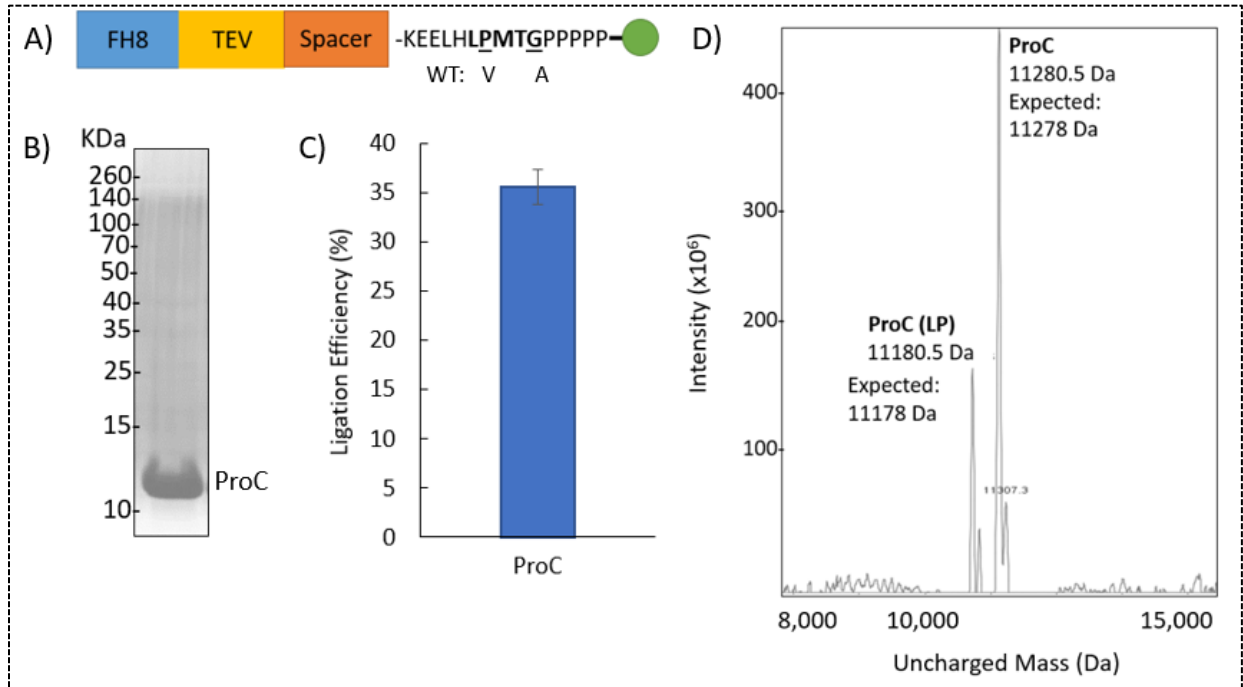 A)
FH8 TEV Spacer -KEELHLPMTGPPPPP
WT: V A
B)
KDa
260
140
100
70
50
40
35
25
15
10
ProC
C)
Ligation Efficiency (%)
40
35
30
25
20
15
10
5
0
ProC
D)
Intensity (x10⁶)
400
300
200
100
ProC
11280.5 Da
Expected:
11278 Da
ProC (LP)
11180.5 Da
Expected:
11178 Da
11307.3
8,000 10,000 15,000
Uncharged Mass (Da)